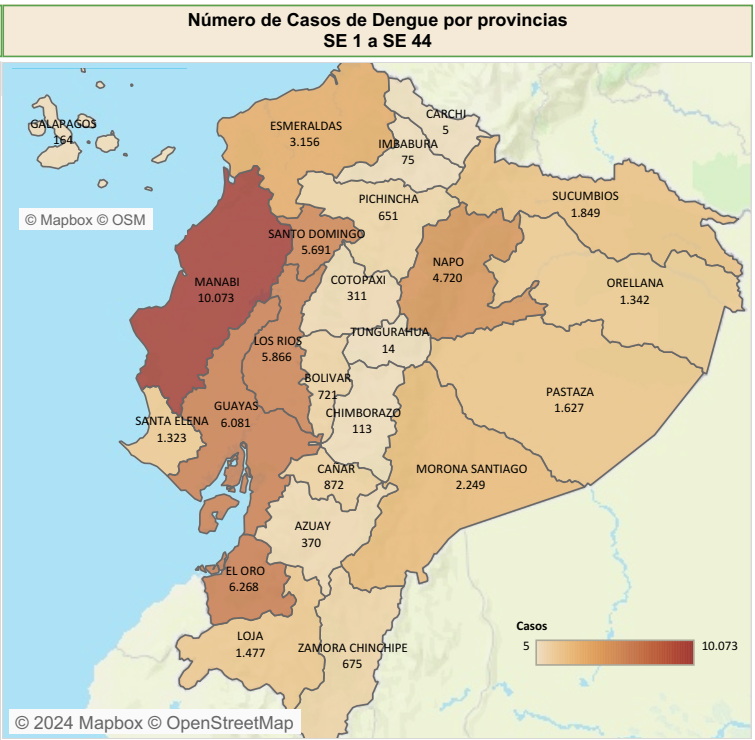 Número de Casos de Dengue por provincias
SE 1 a SE 44
GALAPAGOS
164
© Mapbox © OSM
ESMERALDAS
3.156
CARCHI
5
IMBABURA
75
PICHINCHA
651
SUCUMBIOS
1.849
SANTO DOMINGO
5.691
NAPO
4.720
MANABI
10.073
COTOPAXI
311
ORELLANA
1.342
TUNGURAHUA
14
LOS RIOS
5.866
BOLIVAR
721
PASTAZA
1.627
GUAYAS
6.081
CHIMBORAZO
113
SANTA ELENA
1.323
CAÑAR
872
MORONA SANTIAGO
2.249
AZUAY
370
EL ORO
6.268
LOJA
1.477
ZAMORA CHINCHIPE
675
Casos
5 10.073
© 2024 Mapbox © OpenStreetMap